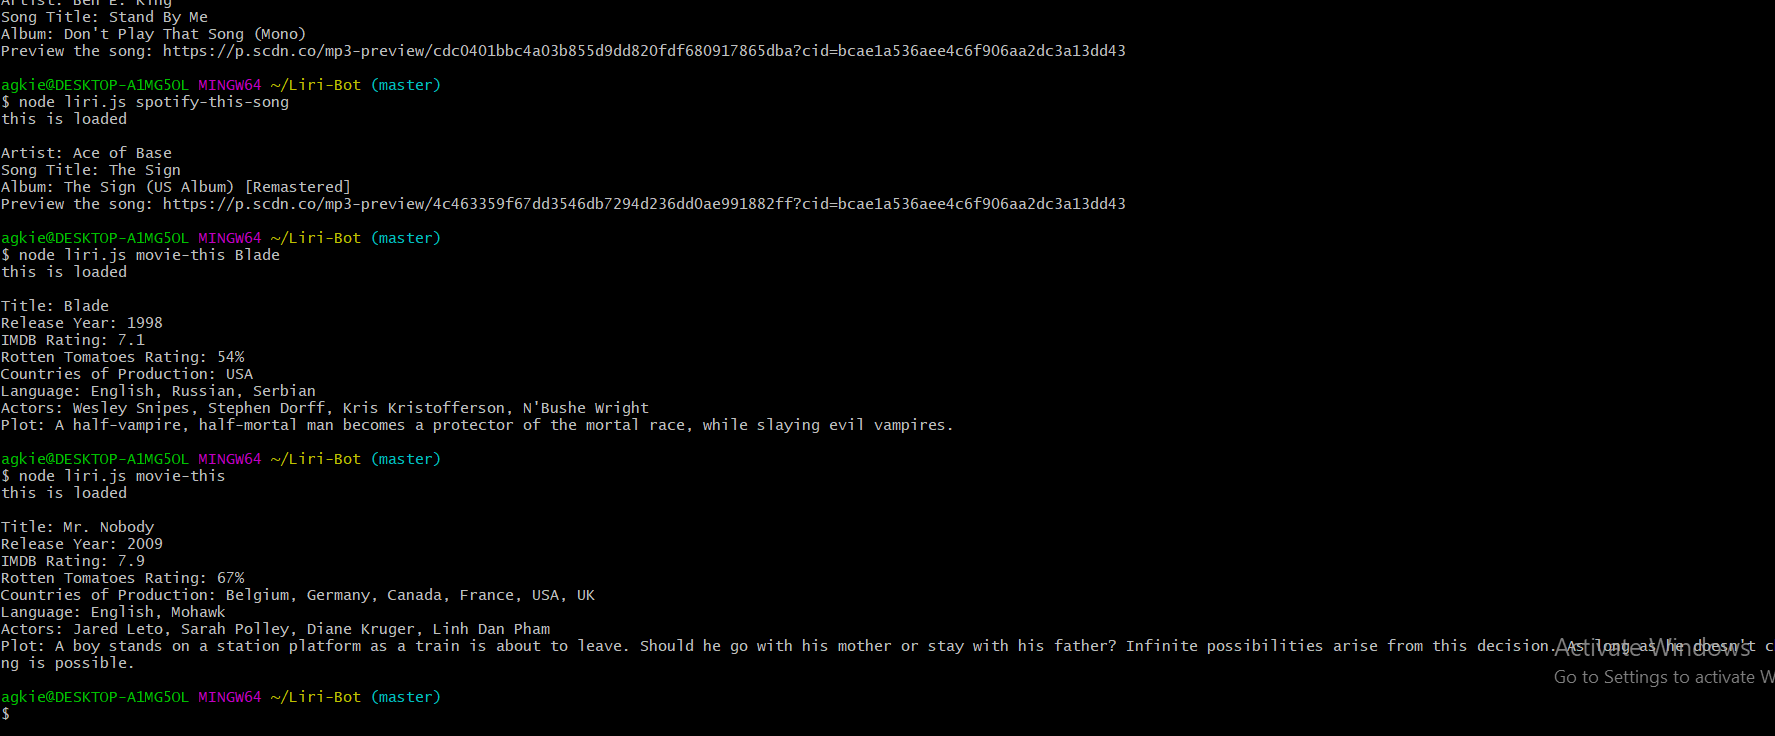 Artist: Ben E. King
Song Title: Stand By Me
Album: Don't Play That Song (Mono)
Preview the song: https://p.scdn.co/mp3-preview/cdc0401bbc4a03b855d9dd820fdf680917865dba?cid=bcae1a536aee4c6f906aa2dc3a13dd43
agkie@DESKTOP-A1MG5OL MINGW64 ~/Liri-Bot (master)
$ node liri.js spotify-this-song
this is loaded
Artist: Ace of Base
Song Title: The Sign
Album: The Sign (US Album) [Remastered]
Preview the song: https://p.scdn.co/mp3-preview/4c463359f67dd3546db7294d236dd0ae991882ff?cid=bcae1a536aee4c6f906aa2dc3a13dd43
agkie@DESKTOP-A1MG5OL MINGW64 ~/Liri-Bot (master)
$ node liri.js movie-this Blade
this is loaded
Title: Blade
Release Year: 1998
IMDB Rating: 7.1
Rotten Tomatoes Rating: 54%
Countries of Production: USA
Language: English, Russian, Serbian
Actors: Wesley Snipes, Stephen Dorff, Kris Kristofferson, N'Bushe Wright
Plot: A half-vampire, half-mortal man becomes a protector of the mortal race, while slaying evil vampires.
agkie@DESKTOP-A1MG5OL MINGW64 ~/Liri-Bot (master)
$ node liri.js movie-this
this is loaded
Title: Mr. Nobody
Release Year: 2009
IMDB Rating: 7.9
Rotten Tomatoes Rating: 67%
Countries of Production: Belgium, Germany, Canada, France, USA, UK
Language: English, Mohawk
Actors: Jared Leto, Sarah Polley, Diane Kruger, Linh Dan Pham
Plot: A boy stands on a station platform as a train is about to leave. Should he go with his mother or stay with his father? Infinite possibilities arise from this decision. As long as he doesn't c
ng is possible.
Activate Windows
Go to Settings to activate W
agkie@DESKTOP-A1MG5OL MINGW64 ~/Liri-Bot (master)
$